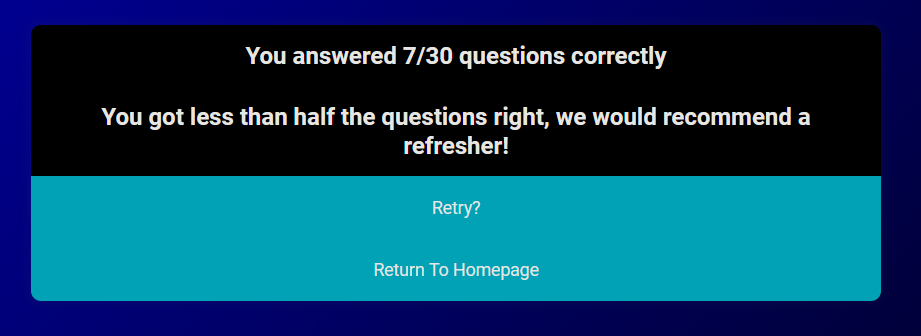 You answered 7/30 questions correctly
You got less than half the questions right, we would recommend a
refresher!
Retry?
Return To Homepage